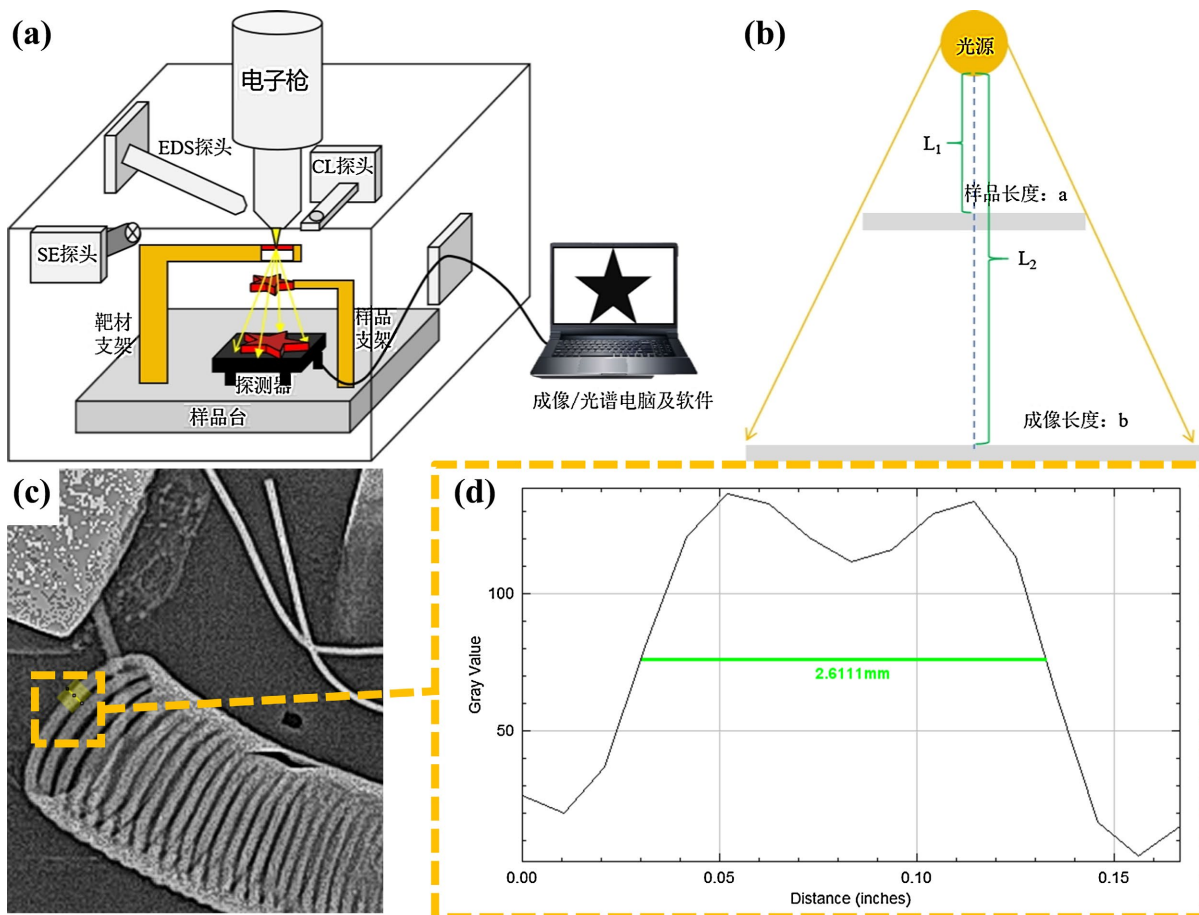 (a)
电子枪
EDS探头
CL探头
SE探头
靶材
支架
样品
支架
探测器
样品台
成像/光谱电脑及软件
(b)
光源
L₁
样品长度：a
L₂
成像长度：b
(c)
(d)
100
50
Gray Value
2.6111mm
0.00
0.05
0.10
0.15
Distance (inches)